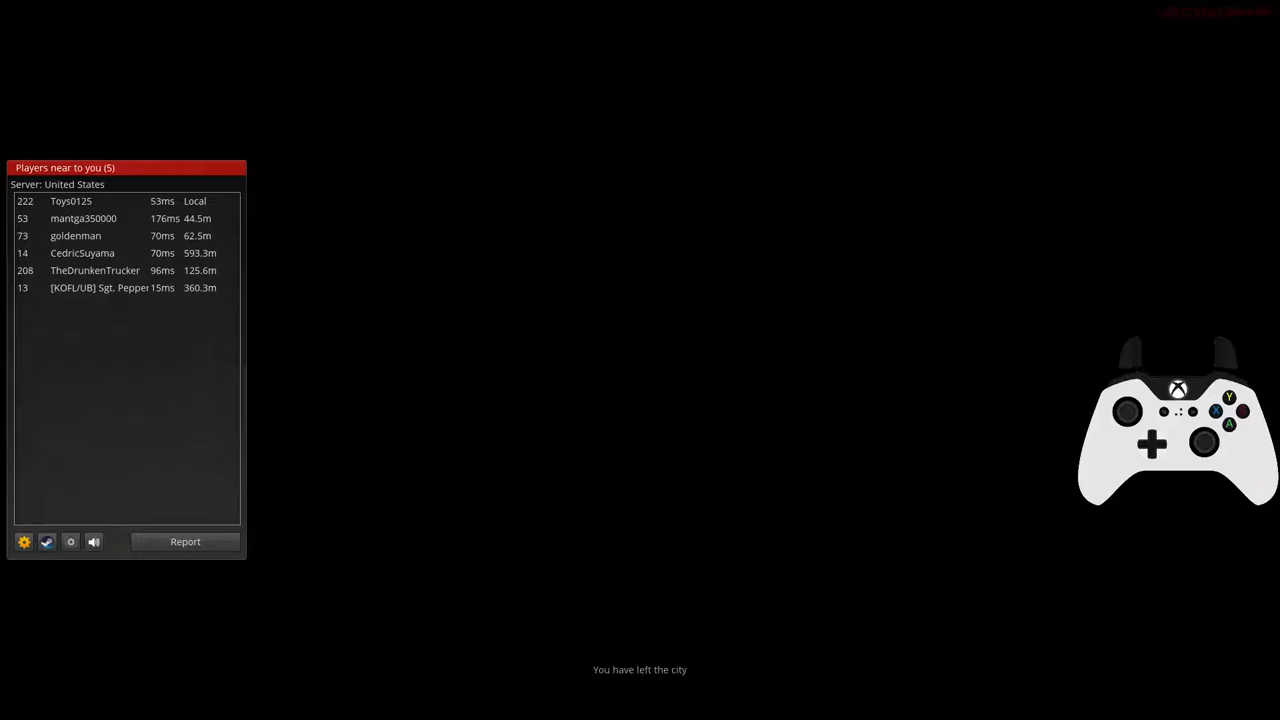 Players near to you (5)
Server: United States
222 Toys0125 53ms Local
53 mantga350000 176ms 44.5m
73 goldenman 70ms 62.5m
14 CedricSuyama 70ms 593.3m
208 TheDrunkenTrucker 96ms 125.6m
13 [KOFL/UB] Sgt. Pepper 15ms 360.3m
Report
Y
X
A
You have left the city